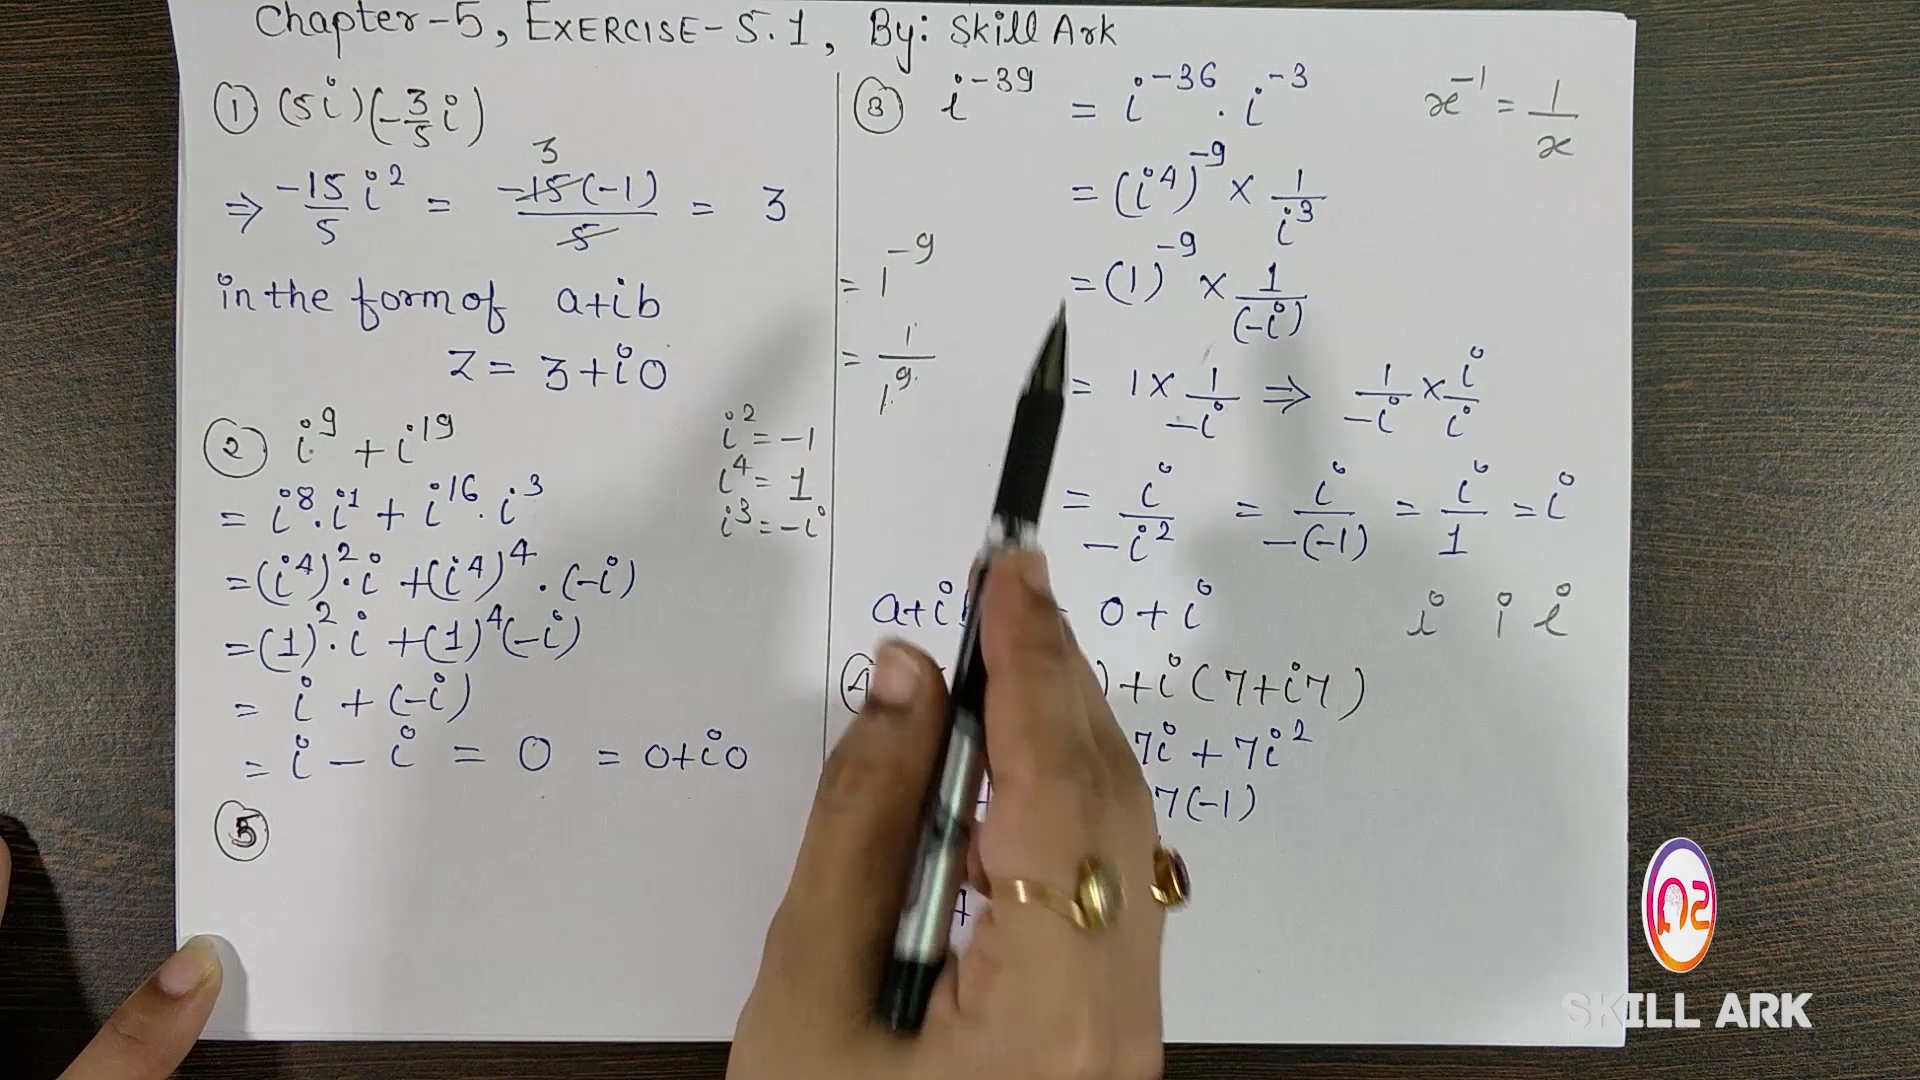 Chapter-5, EXERCISE-5.1, By: Skill Ark
① (5i)(-3/5 i)
⇒ -15/5 i² = -15(-1)/5 = 3
3
in the form of a+ib
Z = 3+i0
② i⁹ + i¹⁹
= i⁸·i¹ + i¹⁶·i³
= (i⁴)²·i + (i⁴)⁴·(-i)
= (1)²·i + (1)⁴(-i)
= i + (-i)
= i - i = 0 = 0+i0
i² = -1
i⁴ = 1
i³ = -i
⑤
③ i⁻³⁹ = i⁻³⁶·i⁻³
= (i⁴)⁻⁹ × 1/i³
= (1)⁻⁹ × 1/(-i)
= 1 × 1/-i ⇒ 1/-i × i/i
= i/-i² = i/-(-1) = i/1 = i
x⁻¹ = 1/x
= 1⁻⁹
= 1/1⁹
a+i 0+i
i i i
④ )+i(7+i7)
7i + 7i²
7(-1)
SKILL ARK